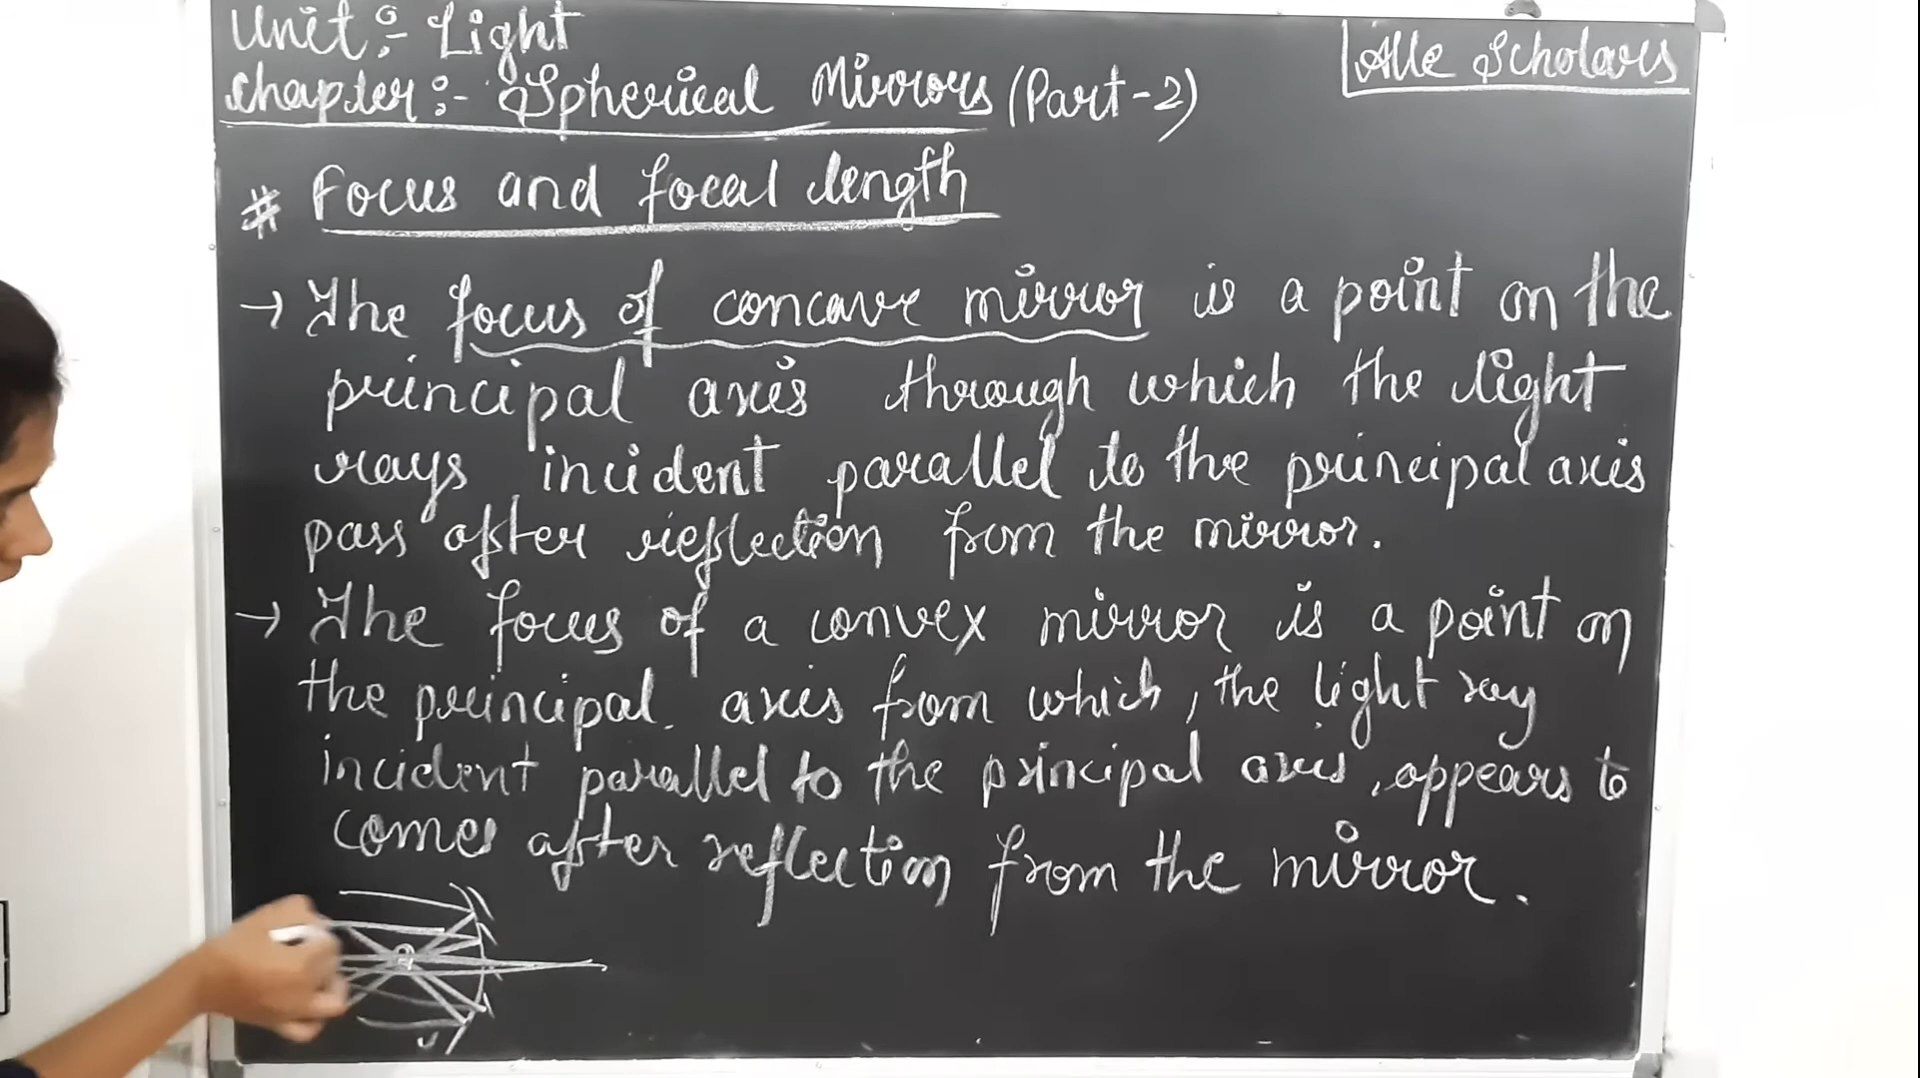 Unit :- Light
Alle Scholars
Chapter :- Spherical Mirrors (Part-2)
# Focus and focal length
→ The focus of concave mirror is a point on the
principal axis through which the light
rays incident parallel to the principal axis
pass after reflection from the mirror.
→ The focus of a convex mirror is a point on
the principal axis from which, the light ray
incident parallel to the principal axis, appears to
comes after reflection from the mirror.